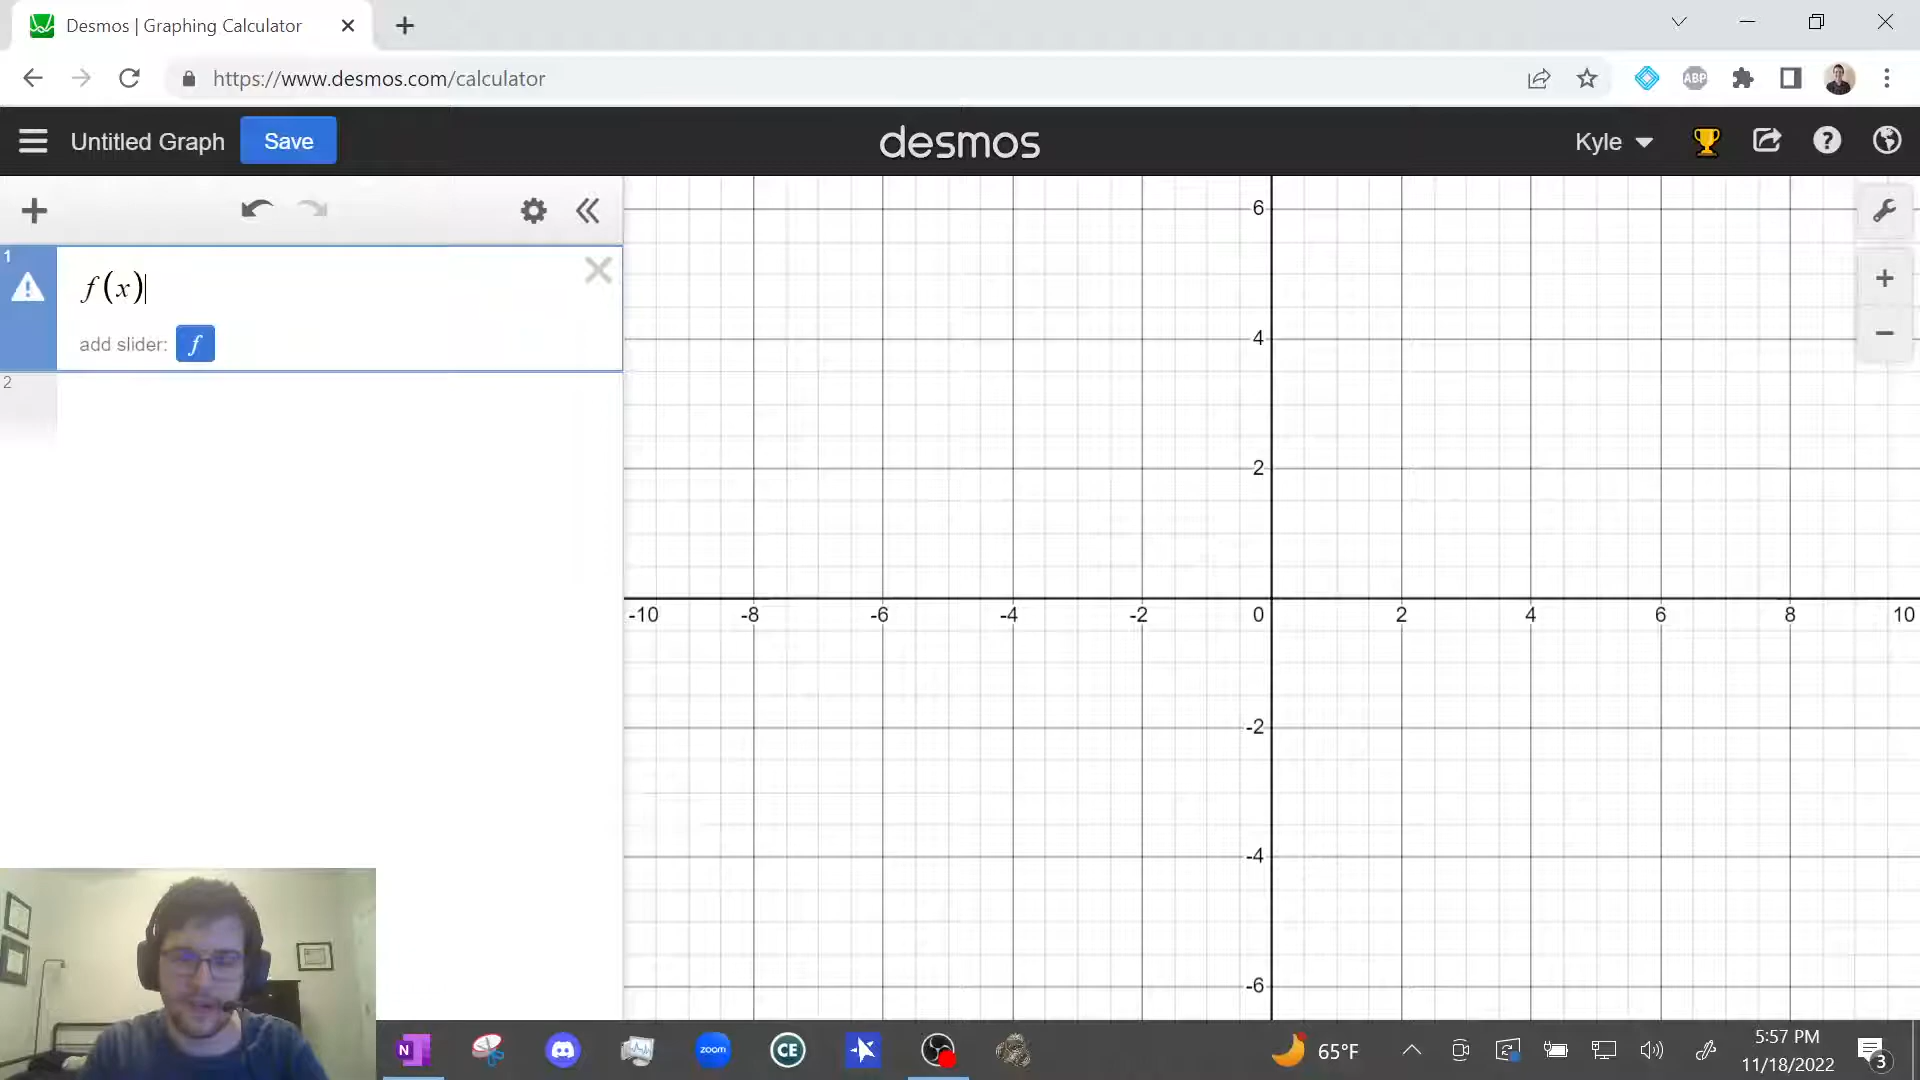 Desmos | Graphing Calculator
https://www.desmos.com/calculator
ABP
Untitled Graph
Save
desmos
Kyle
?
1
f(x)
add slider: f
2
6
4
2
-10 -8 -6 -4 -2 0 2 4 6 8 10
-2
-4
-6
N
zoom
CE
65°F
5:57 PM
11/18/2022
3